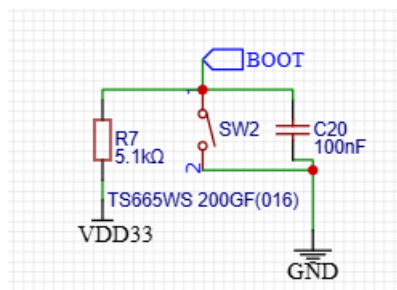 BOOT
1
R7
5.1kΩ
SW2
C20
100nF
2
TS665WS 200GF(016)
VDD33
GND